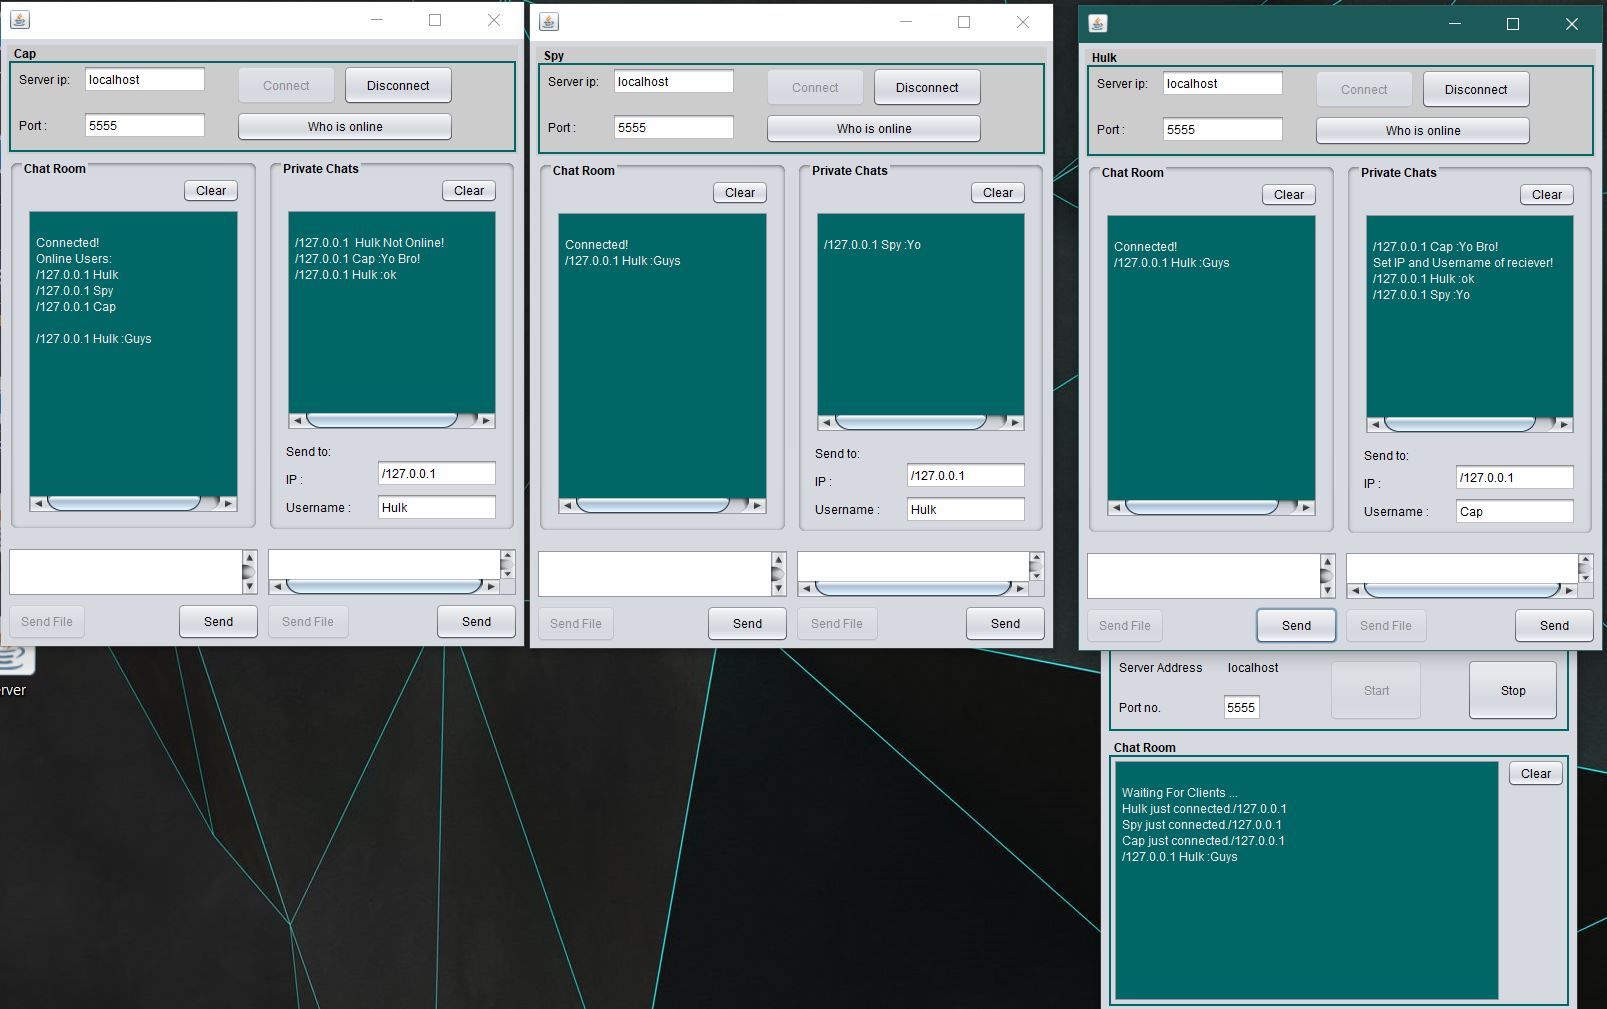 Cap
Server ip: localhost Connect Disconnect
Port : 5555 Who is online
Chat Room
Clear
Connected!
Online Users:
/127.0.0.1 Hulk
/127.0.0.1 Spy
/127.0.0.1 Cap
/127.0.0.1 Hulk :Guys
Private Chats
Clear
/127.0.0.1  Hulk Not Online!
/127.0.0.1 Cap :Yo Bro!
/127.0.0.1 Hulk :ok
Send to:
IP : /127.0.0.1
Username : Hulk
Send File Send Send File Send
Spy
Server ip: localhost Connect Disconnect
Port : 5555 Who is online
Chat Room
Clear
Connected!
/127.0.0.1 Hulk :Guys
Private Chats
Clear
/127.0.0.1 Spy :Yo
Send to:
IP : /127.0.0.1
Username : Hulk
Send File Send Send File Send
Hulk
Server ip: localhost Connect Disconnect
Port : 5555 Who is online
Chat Room
Clear
Connected!
/127.0.0.1 Hulk :Guys
Private Chats
Clear
/127.0.0.1 Cap :Yo Bro!
Set IP and Username of reciever!
/127.0.0.1 Hulk :ok
/127.0.0.1 Spy :Yo
Send to:
IP : /127.0.0.1
Username : Cap
Send File Send Send File Send
erver
Server Address localhost Start Stop
Port no. 5555
Chat Room
Clear
Waiting For Clients ...
Hulk just connected./127.0.0.1
Spy just connected./127.0.0.1
Cap just connected./127.0.0.1
/127.0.0.1 Hulk :Guys